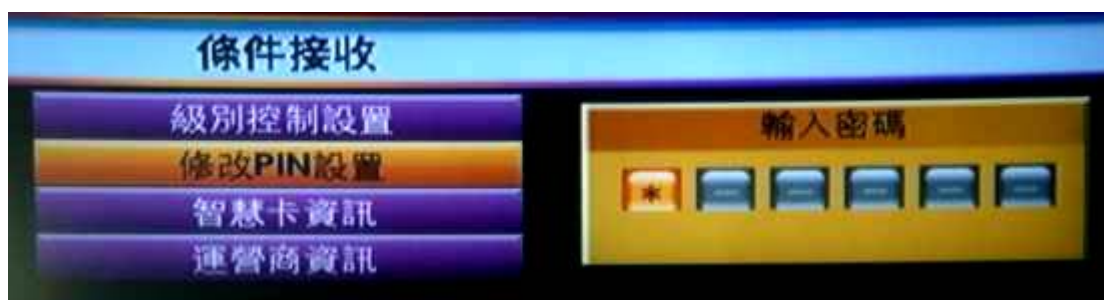 條件接收
級別控制設置
修改PIN設置
智慧卡資訊
運營商資訊
輸入密碼
*